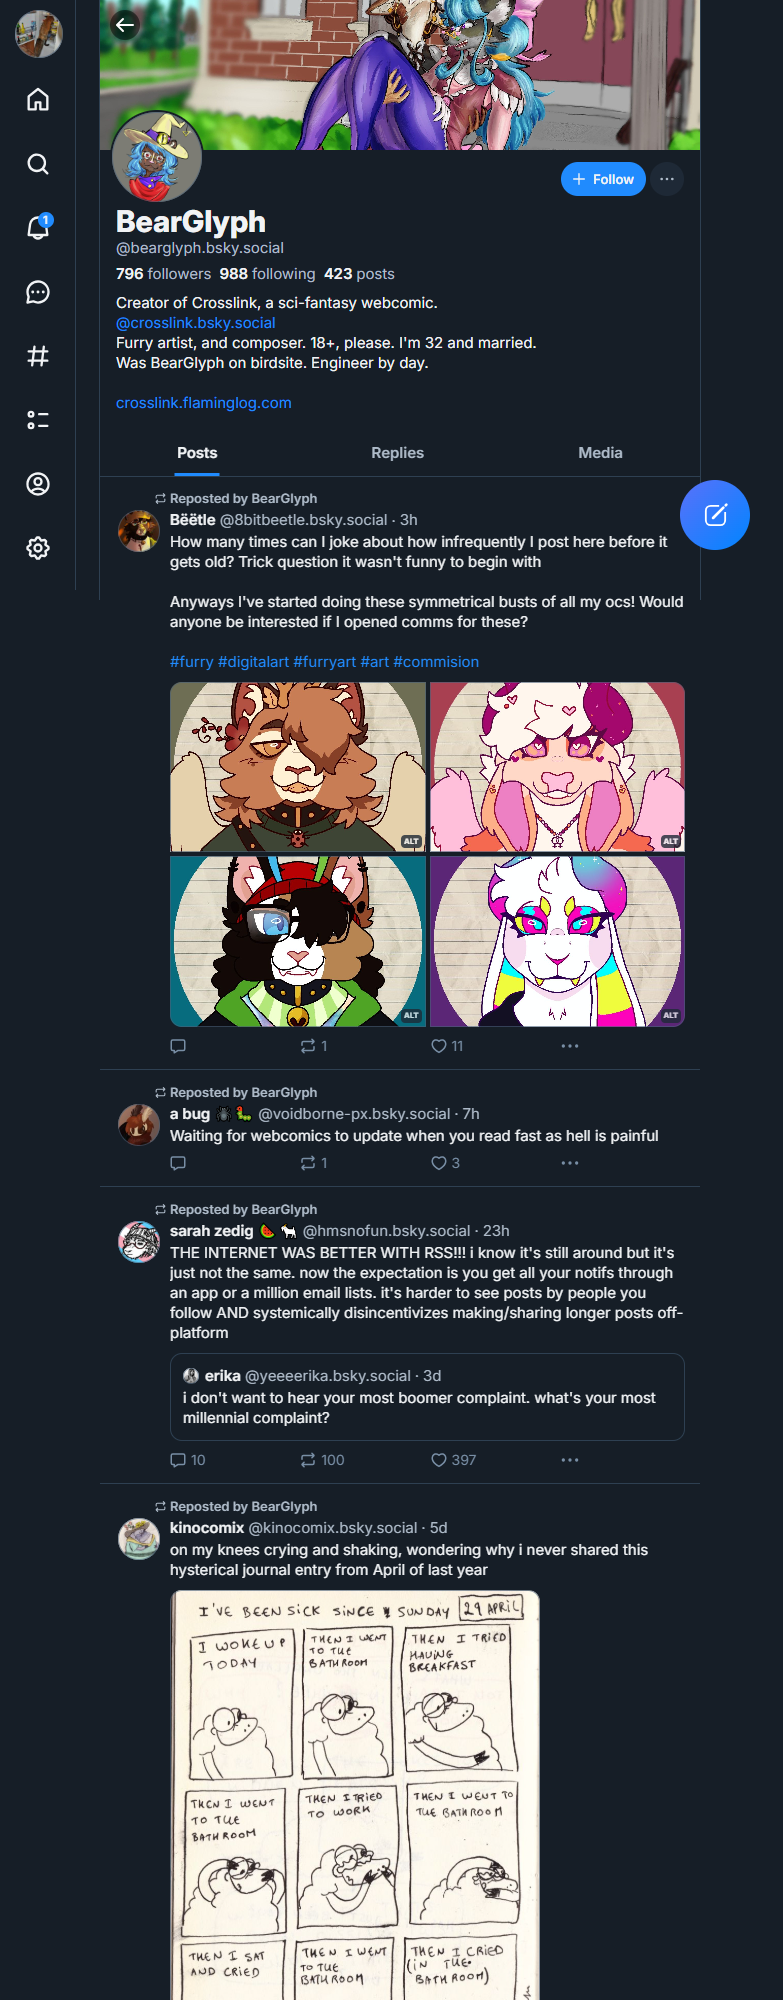 1
Follow
BearGlyph
@bearglyph.bsky.social
796 followers 988 following 423 posts
Creator of Crosslink, a sci-fantasy webcomic.
@crosslink.bsky.social
Furry artist, and composer. 18+, please. I'm 32 and married.
Was BearGlyph on birdsite. Engineer by day.
crosslink.flaminglog.com
Posts Replies Media
Reposted by BearGlyph
Bëëtle @8bitbeetle.bsky.social · 3h
How many times can I joke about how infrequently I post here before it
gets old? Trick question it wasn't funny to begin with
Anyways I've started doing these symmetrical busts of all my ocs! Would
anyone be interested if I opened comms for these?
#furry #digitalart #furryart #art #commision
ALT ALT
ALT ALT
1 11
Reposted by BearGlyph
a bug 🕷️🐛 @voidborne-px.bsky.social · 7h
Waiting for webcomics to update when you read fast as hell is painful
1 3
Reposted by BearGlyph
sarah zedig 🍉 🐐 @hmsnofun.bsky.social · 23h
THE INTERNET WAS BETTER WITH RSS!!! i know it's still around but it's
just not the same. now the expectation is you get all your notifs through
an app or a million email lists. it's harder to see posts by people you
follow AND systemically disincentivizes making/sharing longer posts off-
platform
erika @yeeeerika.bsky.social · 3d
i don't want to hear your most boomer complaint. what's your most
millennial complaint?
10 100 397
Reposted by BearGlyph
kinocomix @kinocomix.bsky.social · 5d
on my knees crying and shaking, wondering why i never shared this
hysterical journal entry from April of last year
I'VE BEEN SICK SINCE SUNDAY 29 APRIL
I WOKE UP
TODAY
THEN I WENT
TO THE
BATHROOM
THEN I TRIED
HAVING
BREAKFAST
THEN I WENT
TO THE
BATHROOM
THEN I TRIED
TO WORK
THEN I WENT TO
THE BATHROOM
THEN I SAT
AND CRIED
THEN I WENT
TO THE
BATHROOM
THEN I CRIED
(IN THE
BATHROOM)